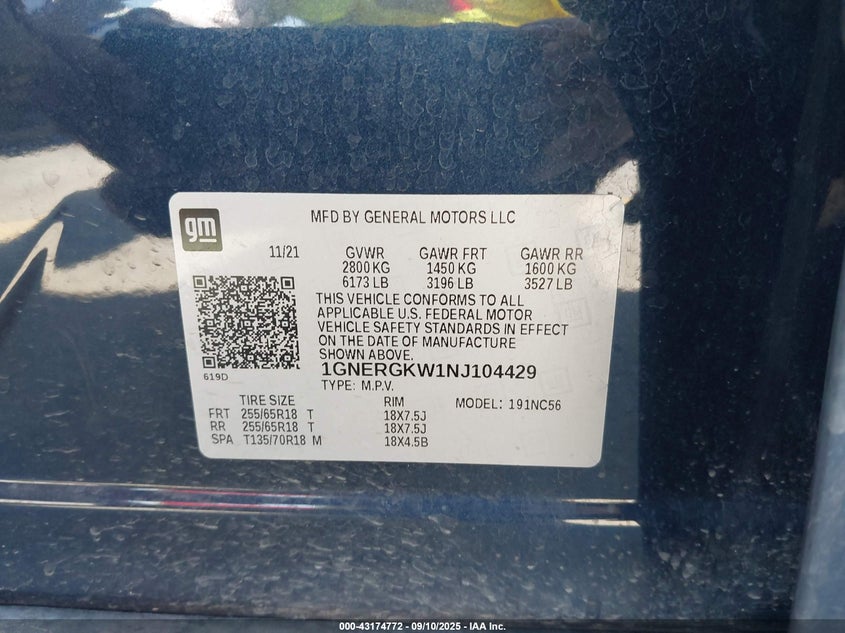 gm
MFD BY GENERAL MOTORS LLC
11/21 GVWR GAWR FRT GAWR RR
2800 KG 1450 KG 1600 KG
6173 LB 3196 LB 3527 LB
THIS VEHICLE CONFORMS TO ALL
APPLICABLE U.S. FEDERAL MOTOR
VEHICLE SAFETY STANDARDS IN EFFECT
ON THE DATE OF MANUFACTURE
SHOWN ABOVE.
619D
1GNERGKW1NJ104429
TYPE: M.P.V.
TIRE SIZE RIM MODEL: 191NC56
FRT 255/65R18 T 18X7.5J
RR 255/65R18 T 18X7.5J
SPA T135/70R18 M 18X4.5B
000-43174772 - 09/10/2025 - IAA Inc.